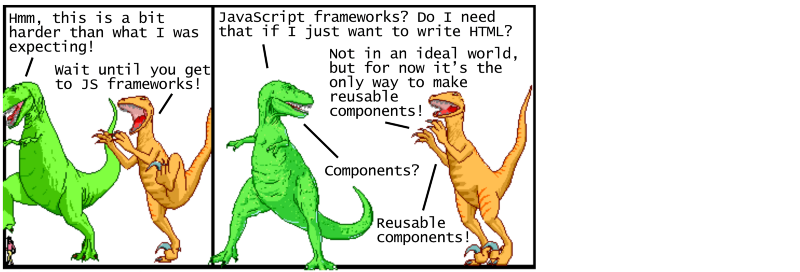 Hmm, this is a bit
harder than what I was
expecting!
Wait until you get
to JS frameworks!
JavaScript frameworks? Do I need
that if I just want to write HTML?
Not in an ideal world,
but for now it's the
only way to make
reusable
components!
Components?
Reusable
components!